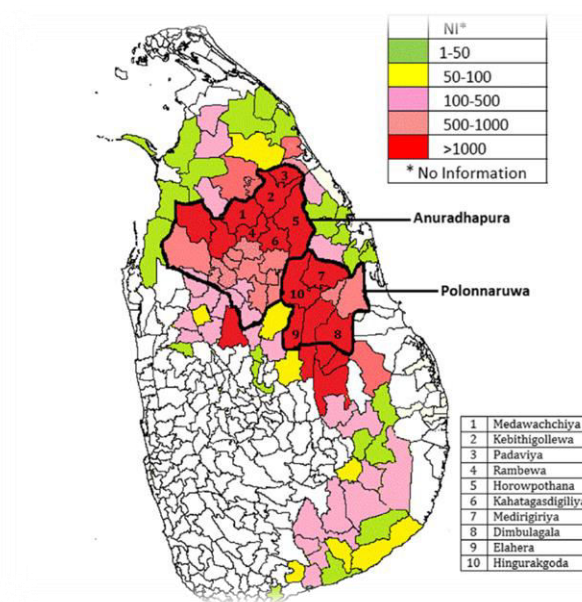 NI*
1-50
50-100
100-500
500-1000
>1000
* No Information
Anuradhapura
Polonnaruwa
3
2
1
5
4
6
7
10
9
8
1 Medawachchiya
2 Kebithigollewa
3 Padaviya
4 Rambewa
5 Horowpothana
6 Kahatagasdigiliya
7 Medirigiriya
8 Dimbulagala
9 Elahera
10 Hingurakgoda